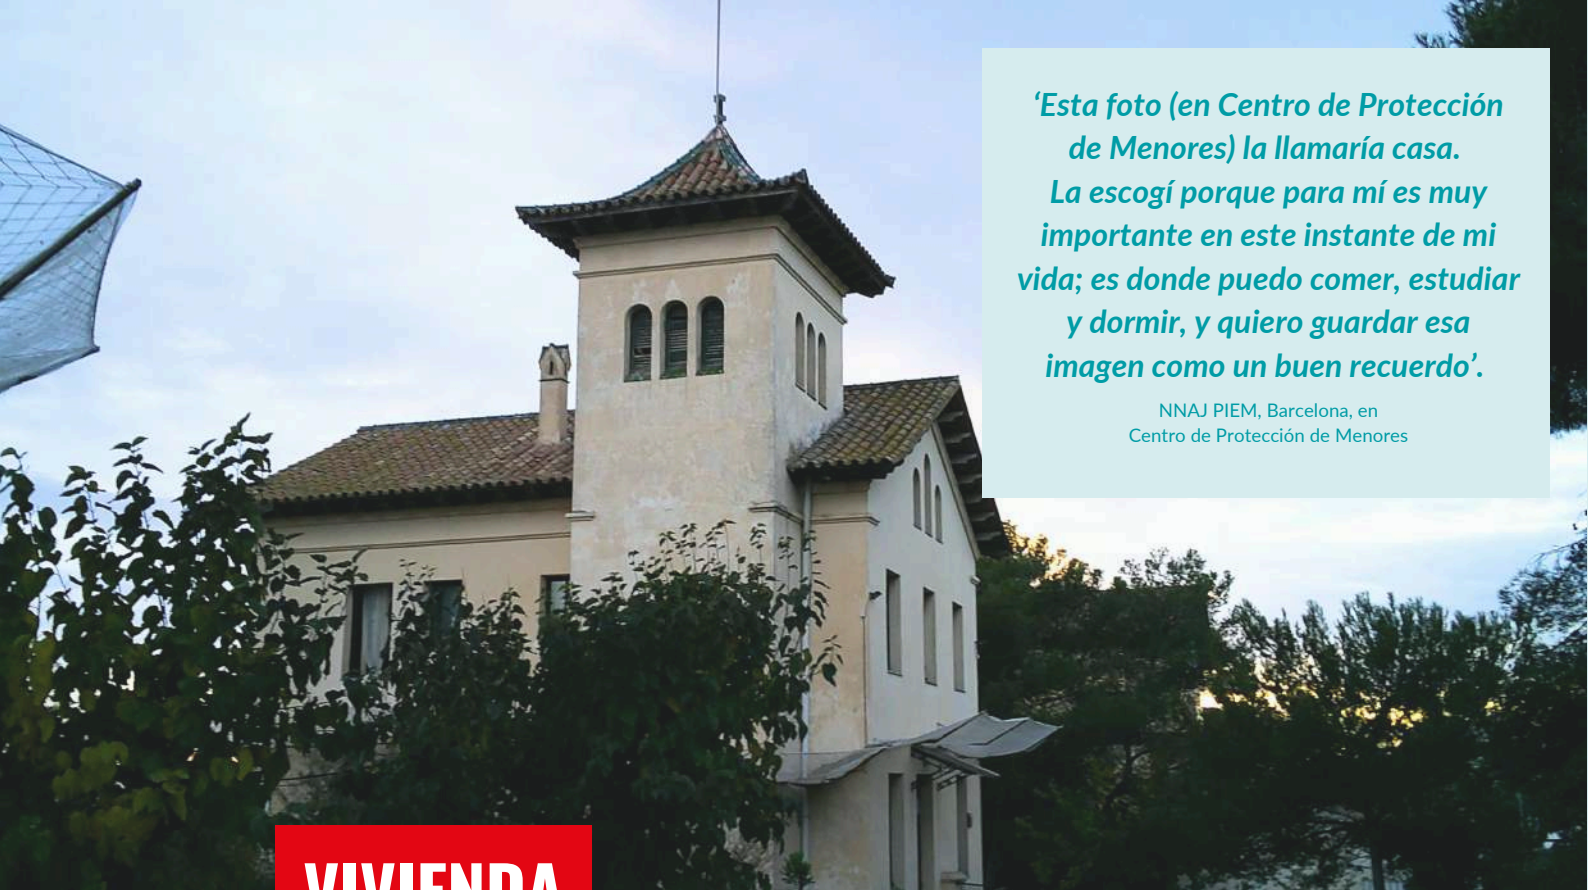 ‘Esta foto (en Centro de Protección
de Menores) la llamaría casa.
La escogí porque para mí es muy
importante en este instante de mi
vida; es donde puedo comer, estudiar
y dormir, y quiero guardar esa
imagen como un buen recuerdo’.
NNAJ PIEM, Barcelona, en
Centro de Protección de Menores
VIVIENDA